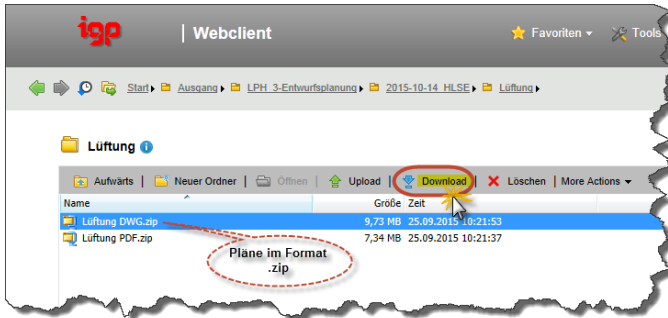 igp | Webclient Favoriten Tools
Start Ausgang LPH_3-Entwurfsplanung 2015-10-14_HLSE Lüftung
Lüftung
Aufwärts | Neuer Ordner | Öffnen | Upload | Download | Löschen | More Actions
Name Größe Zeit
Lüftung DWG.zip 9,73 MB 25.09.2015 10:21:53
Lüftung PDF.zip 7,34 MB 25.09.2015 10:21:37
Pläne im Format
.zip